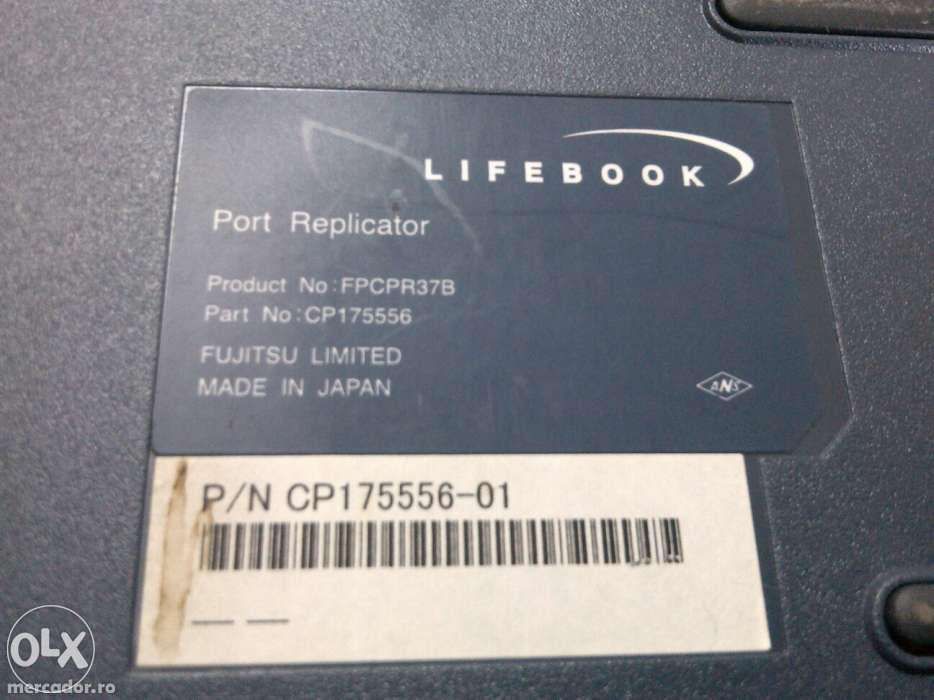 LIFEBOOK
Port Replicator
Product No:FPCPR37B
Part No:CP175556
FUJITSU LIMITED
MADE IN JAPAN
ANS
P/N CP175556-01
OLX
mercador.ro